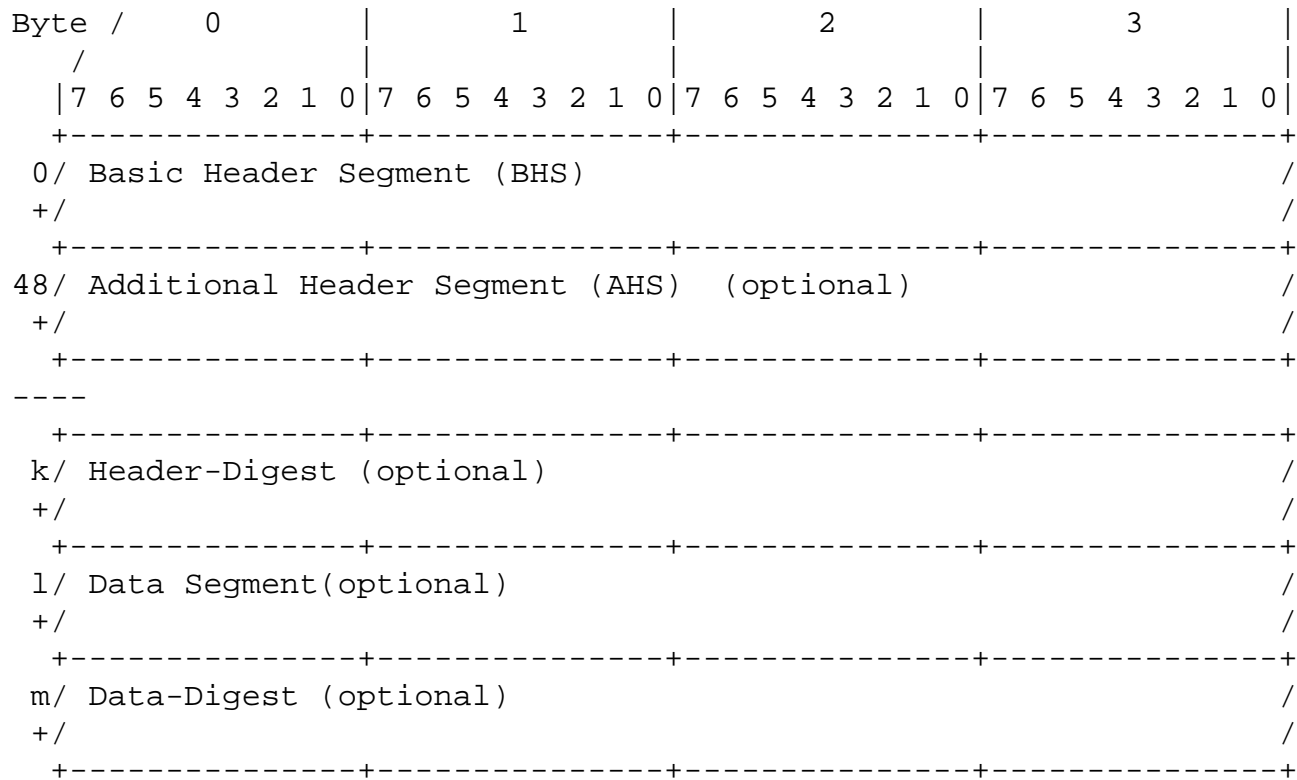 Byte /    0       |       1       |       2       |       3       |
   /              |               |               |               |
  |7 6 5 4 3 2 1 0|7 6 5 4 3 2 1 0|7 6 5 4 3 2 1 0|7 6 5 4 3 2 1 0|
  +---------------+---------------+---------------+---------------+
 0/ Basic Header Segment (BHS)                                    /
 +/                                                               /
  +---------------+---------------+---------------+---------------+
48/ Additional Header Segment (AHS)  (optional)                   /
 +/                                                               /
  +---------------+---------------+---------------+---------------+
----
  +---------------+---------------+---------------+---------------+
 k/ Header-Digest (optional)                                      /
 +/                                                               /
  +---------------+---------------+---------------+---------------+
 l/ Data Segment(optional)                                        /
 +/                                                               /
  +---------------+---------------+---------------+---------------+
 m/ Data-Digest (optional)                                        /
 +/                                                               /
  +---------------+---------------+---------------+---------------+